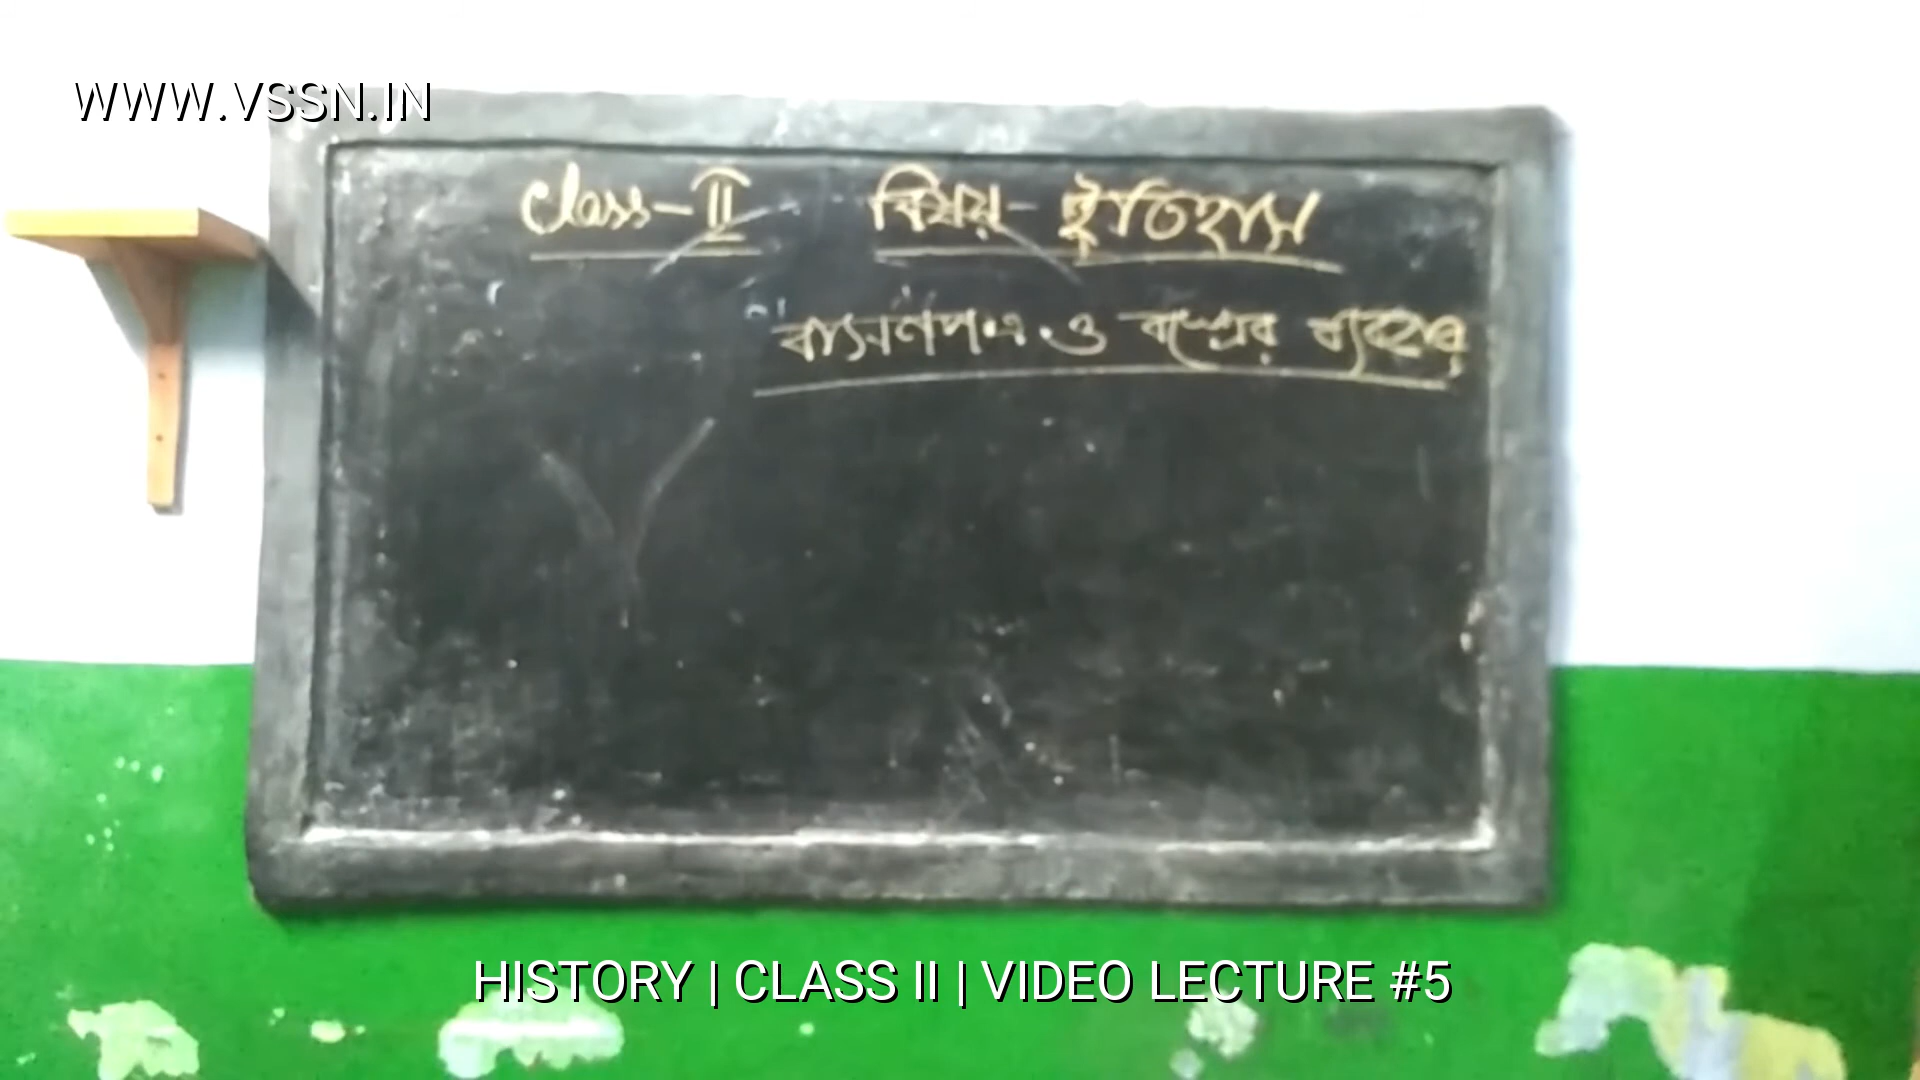 WWW.VSSN.IN
Class-II বিষয়- ইতিহাস
বাসনপত্র ও বস্ত্রের ব্যবহার
HISTORY | CLASS II | VIDEO LECTURE #5